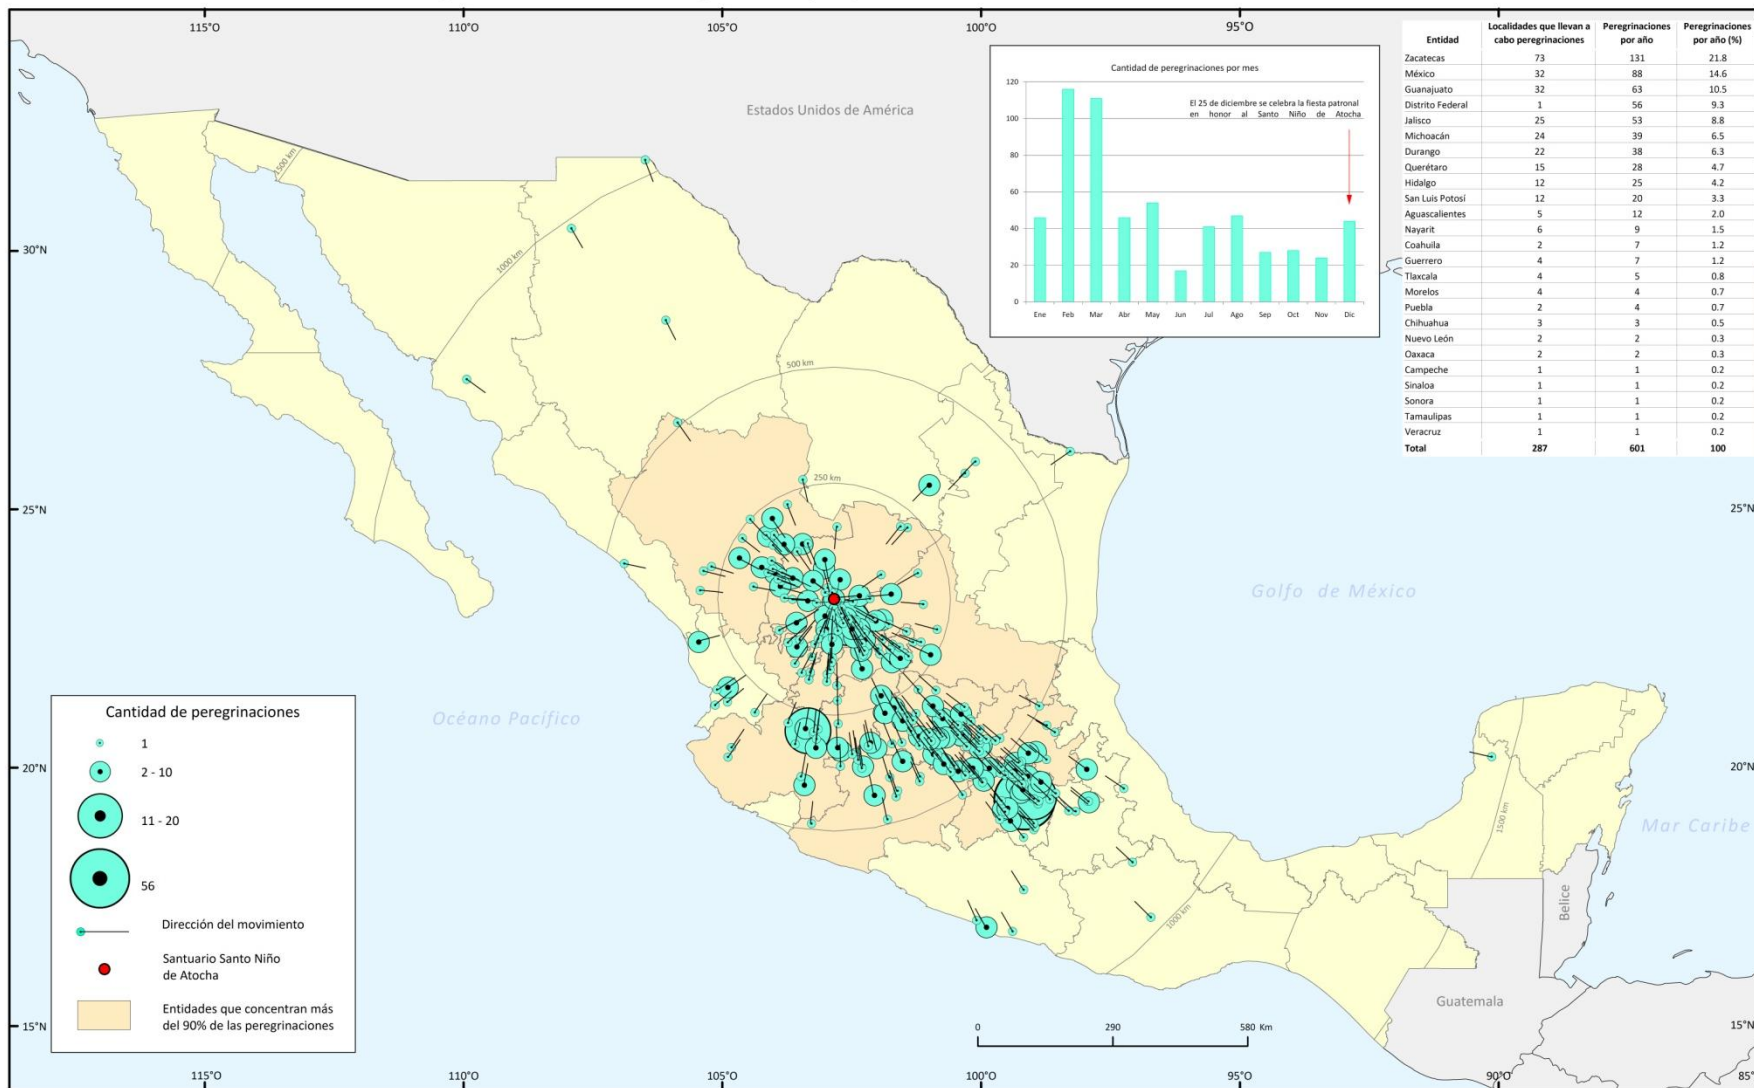 115°O
110°O
105°O
100°O
95°O
Estados Unidos de América
1500 km
30°N
1000 km
500 km
250 km
25°N
25°N
Golfo de México
Océano Pacífico
20°N
20°N
1500 km
Mar Caribe
1000 km
Belice
Guatemala
15°N
15°N
115°O
110°O
105°O
100°O
95°O
90°O
85°
0 290 580 Km
Cantidad de peregrinaciones por mes
El 25 de diciembre se celebra la fiesta patronal
en honor al Santo Niño de Atocha
120
100
80
60
40
20
0
Ene Feb Mar Abr May Jun Jul Ago Sep Oct Nov Dic
Localidades que llevan a Peregrinaciones Peregrinaciones
Entidad cabo peregrinaciones por año por año (%)
Zacatecas 73 131 21.8
México 32 88 14.6
Guanajuato 32 63 10.5
Distrito Federal 1 56 9.3
Jalisco 25 53 8.8
Michoacán 24 39 6.5
Durango 22 38 6.3
Querétaro 15 28 4.7
Hidalgo 12 25 4.2
San Luis Potosí 12 20 3.3
Aguascalientes 5 12 2.0
Nayarit 6 9 1.5
Coahuila 2 7 1.2
Guerrero 4 7 1.2
Tlaxcala 4 5 0.8
Morelos 4 4 0.7
Puebla 2 4 0.7
Chihuahua 3 3 0.5
Nuevo León 2 2 0.3
Oaxaca 2 2 0.3
Campeche 1 1 0.2
Sinaloa 1 1 0.2
Sonora 1 1 0.2
Tamaulipas 1 1 0.2
Veracruz 1 1 0.2
Total 287 601 100
Cantidad de peregrinaciones
1
2 - 10
11 - 20
56
Dirección del movimiento
Santuario Santo Niño
de Atocha
Entidades que concentran más
del 90% de las peregrinaciones